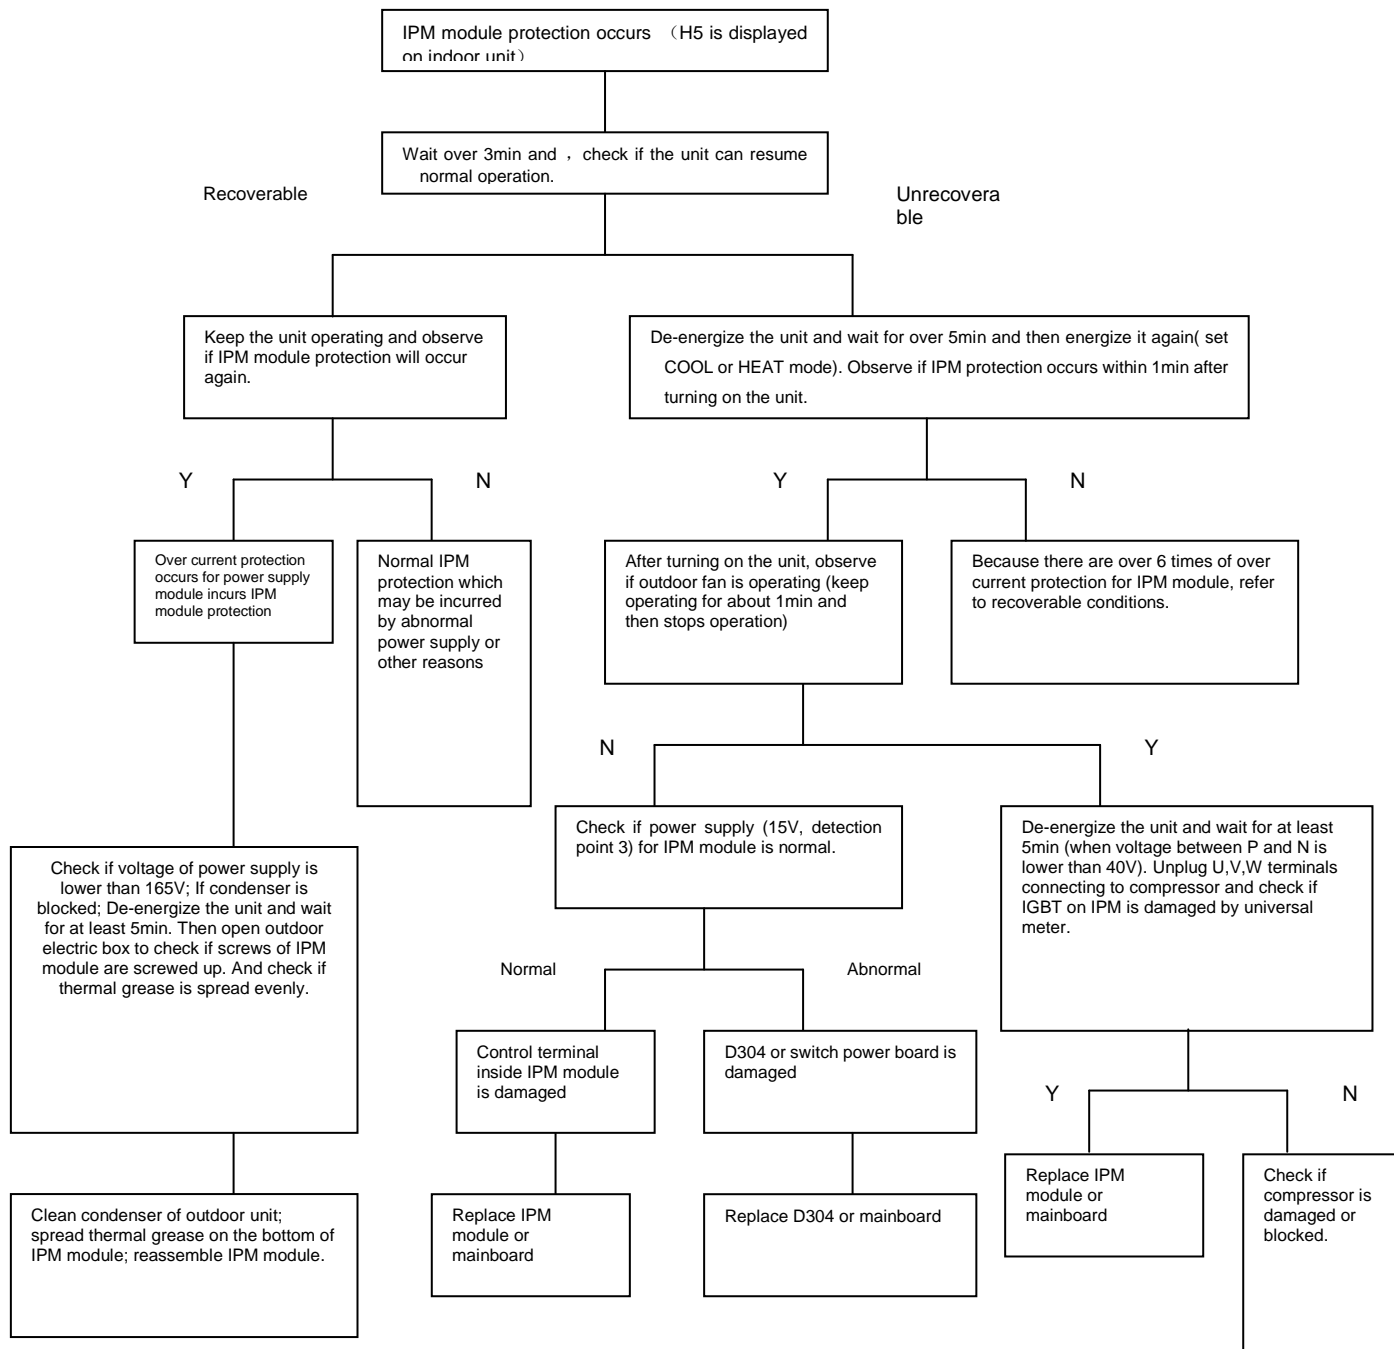 IPM module protection occurs （H5 is displayed
on indoor unit）
Wait over 3min and ，check if the unit can resume
normal operation.
Recoverable
Unrecovera
ble
Keep the unit operating and observe
if IPM module protection will occur
again.
De-energize the unit and wait for over 5min and then energize it again( set
COOL or HEAT mode). Observe if IPM protection occurs within 1min after
turning on the unit.
Y
N
Y
N
Over current protection
occurs for power supply
module incurs IPM
module protection
Normal IPM
protection which
may be incurred
by abnormal
power supply or
other reasons
After turning on the unit, observe
if outdoor fan is operating (keep
operating for about 1min and
then stops operation)
Because there are over 6 times of over
current protection for IPM module, refer
to recoverable conditions.
N
Y
Check if power supply (15V, detection
point 3) for IPM module is normal.
De-energize the unit and wait for at least
5min (when voltage between P and N is
lower than 40V). Unplug U,V,W terminals
connecting to compressor and check if
IGBT on IPM is damaged by universal
meter.
Check if voltage of power supply is
lower than 165V; If condenser is
blocked; De-energize the unit and wait
for at least 5min. Then open outdoor
electric box to check if screws of IPM
module are screwed up. And check if
thermal grease is spread evenly.
Normal
Abnormal
Control terminal
inside IPM module
is damaged
D304 or switch power board is
damaged
Y
N
Replace IPM
module or
mainboard
Check if
compressor is
damaged or
blocked.
Clean condenser of outdoor unit;
spread thermal grease on the bottom of
IPM module; reassemble IPM module.
Replace IPM
module or
mainboard
Replace D304 or mainboard